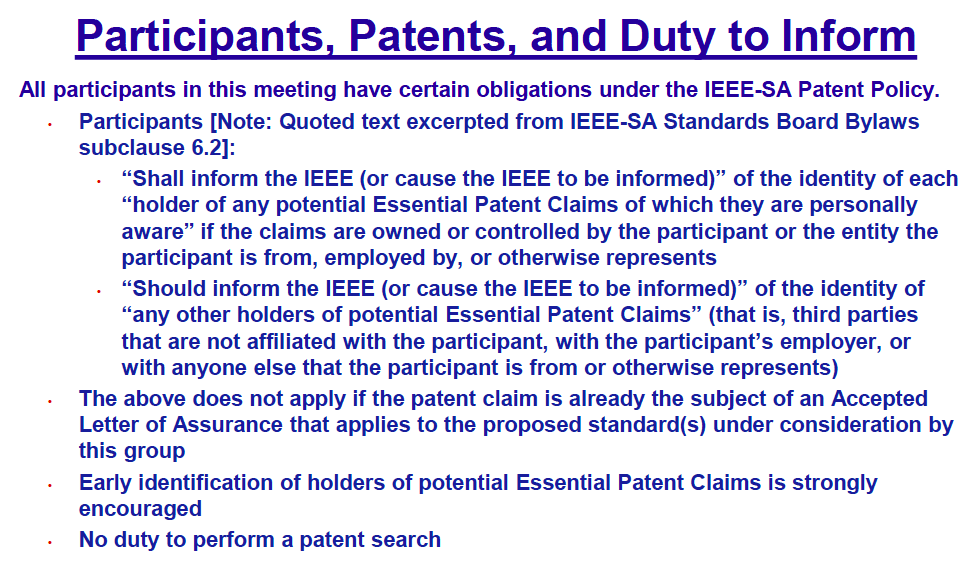 Participants, Patents, and Duty to Inform
All participants in this meeting have certain obligations under the IEEE-SA Patent Policy.
• Participants [Note: Quoted text excerpted from IEEE-SA Standards Board Bylaws
subclause 6.2]:
• “Shall inform the IEEE (or cause the IEEE to be informed)” of the identity of each
“holder of any potential Essential Patent Claims of which they are personally
aware” if the claims are owned or controlled by the participant or the entity the
participant is from, employed by, or otherwise represents
• “Should inform the IEEE (or cause the IEEE to be informed)” of the identity of
“any other holders of potential Essential Patent Claims” (that is, third parties
that are not affiliated with the participant, with the participant’s employer, or
with anyone else that the participant is from or otherwise represents)
• The above does not apply if the patent claim is already the subject of an Accepted
Letter of Assurance that applies to the proposed standard(s) under consideration by
this group
• Early identification of holders of potential Essential Patent Claims is strongly
encouraged
• No duty to perform a patent search